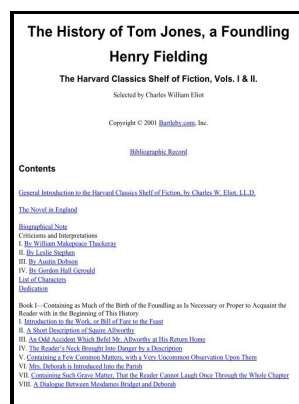 The History of Tom Jones, a Foundling
Henry Fielding
The Harvard Classics Shelf of Fiction, Vols. I & II.
Selected by Charles William Eliot
Copyright © 2001 Bartleby.com, Inc.
Bibliographic Record
Contents
General Introduction to the Harvard Classics Shelf of Fiction, by Charles W. Eliot, LL.D.
The Novel in England
Biographical Note
Criticisms and Interpretations
I. By William Makepeace Thackeray
II. By Leslie Stephen
III. By Austin Dobson
IV. By Gordon Hall Gerould
List of Characters
Dedication
Book I—Containing as Much of the Birth of the Foundling as Is Necessary or Proper to Acquaint the
Reader with in the Beginning of This History
I. Introduction to the Work, or Bill of Fare to the Feast
II. A Short Description of Squire Allworthy
III. An Odd Accident Which Befel Mr. Allworthy at His Return Home
IV. The Reader's Neck Brought Into Danger by a Description
V. Containing a Few Common Matters, with a Very Uncommon Observation Upon Them
VI. Mrs. Deborah is Introduced Into the Parish
VII. Containing Such Grave Matter, That the Reader Cannot Laugh Once Through the Whole Chapter
VIII. A Dialogue Between Mesdames Bridget and Deborah